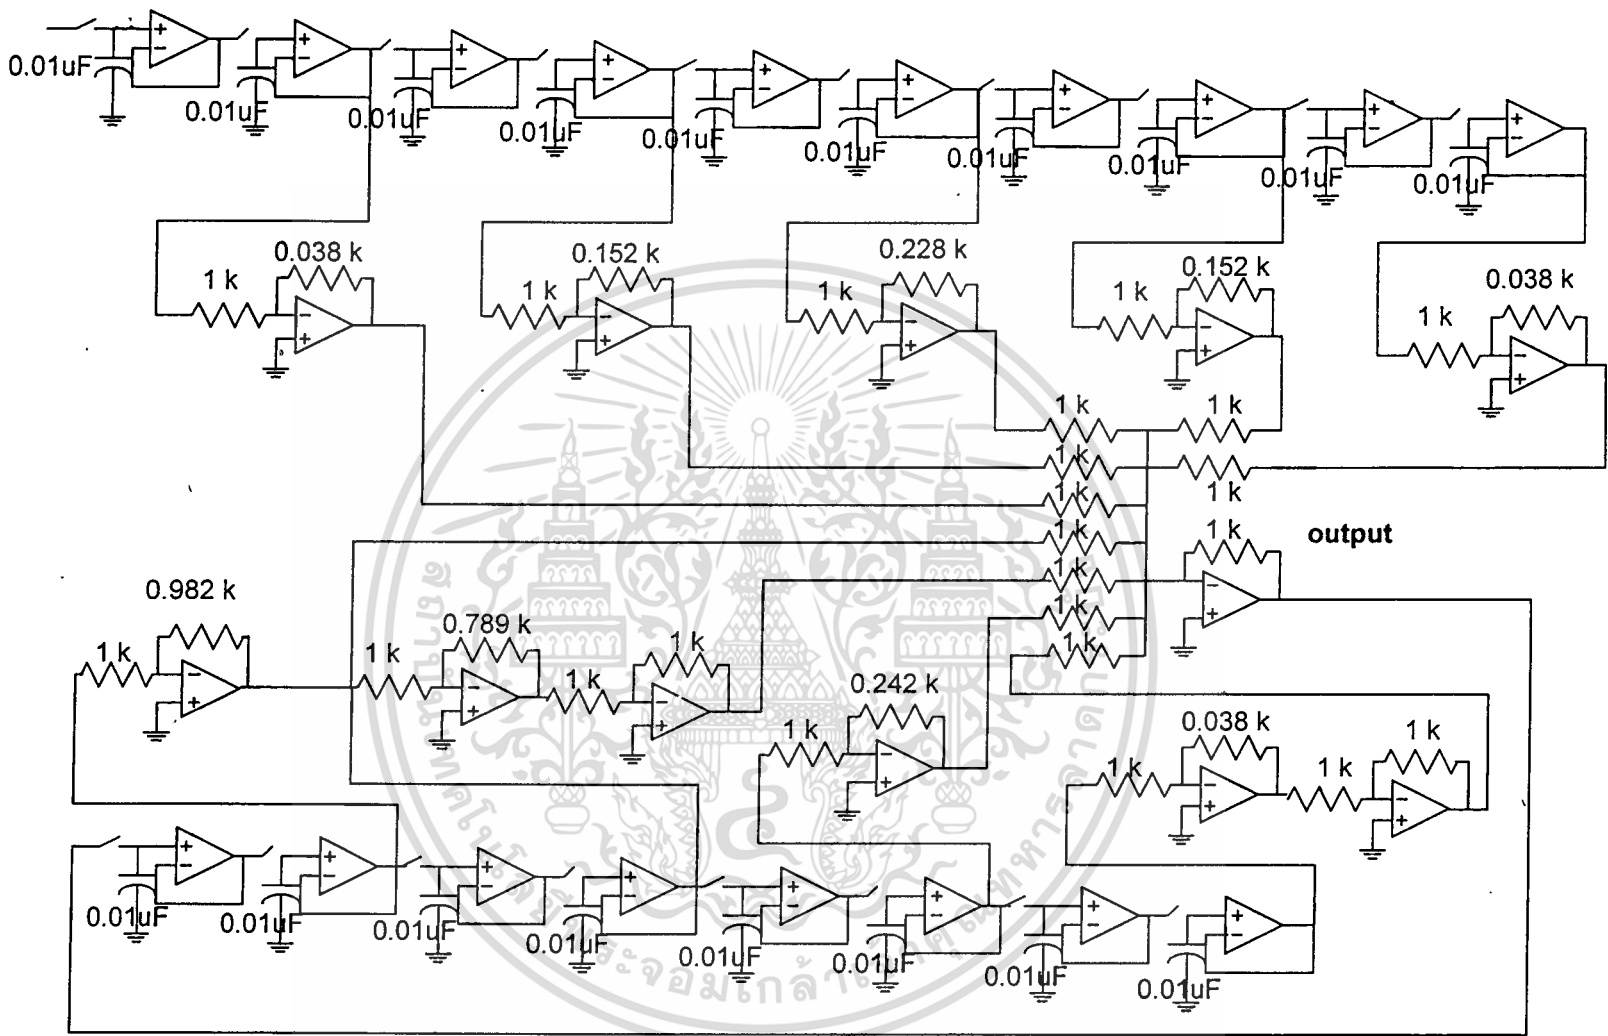 0.01uF
0.01uF
0.01uF
0.01uF
0.01uF
0.01uF
0.01uF
0.01uF
0.01uF
0.01uF
1 k
0.038 k
1 k
0.152 k
1 k
0.228 k
1 k
0.152 k
1 k
0.038 k
1 k
1 k
1 k
1 k
1 k
1 k
1 k
1 k
1 k
1 k
output
0.982 k
1 k
0.789 k
1 k
1 k
1 k
0.242 k
1 k
0.038 k
1 k
1 k
1 k
0.01uF
0.01uF
0.01uF
0.01uF
0.01uF
0.01uF
0.01uF
0.01uF